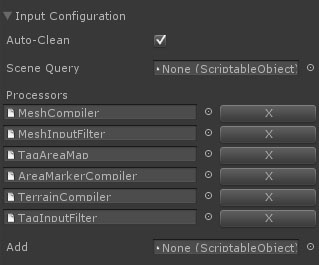 Input Configuration
Auto-Clean
Scene Query
None (ScriptableObject)
Processors
MeshCompiler X
MeshInputFilter X
TagAreaMap X
AreaMarkerCompiler X
TerrainCompiler X
TagInputFilter X
Add
None (ScriptableObject)